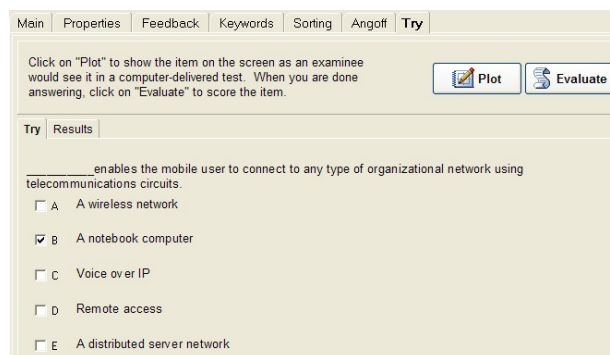 Main Properties Feedback Keywords Sorting Angoff Try
Click on "Plot" to show the item on the screen as an examinee
would see it in a computer-delivered test. When you are done
answering, click on "Evaluate" to score the item.
Plot Evaluate
Try Results
__________enables the mobile user to connect to any type of organizational network using
telecommunications circuits.
A A wireless network
B A notebook computer
C Voice over IP
D Remote access
E A distributed server network